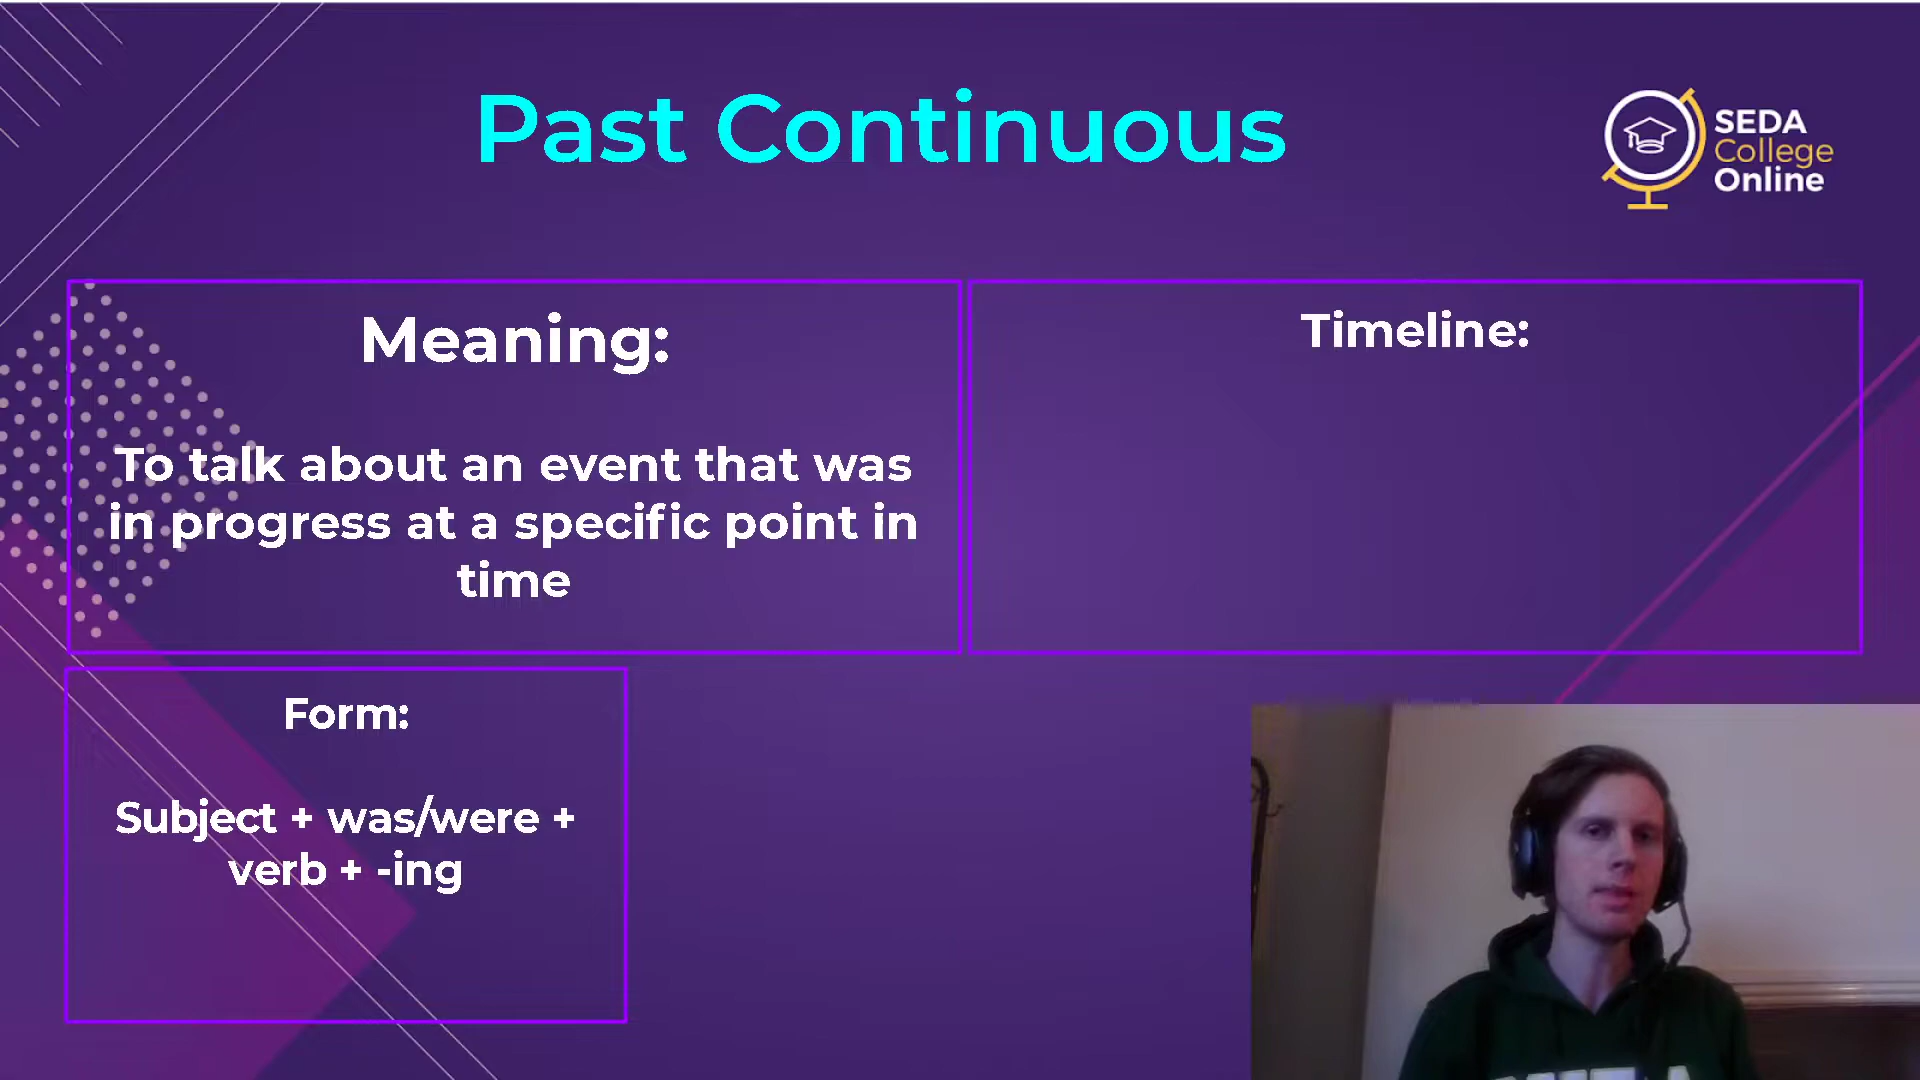 Past Continuous
SEDA
College
Online
Meaning:
To talk about an event that was
in progress at a specific point in
time
Timeline:
Form:
Subject + was/were +
verb + -ing